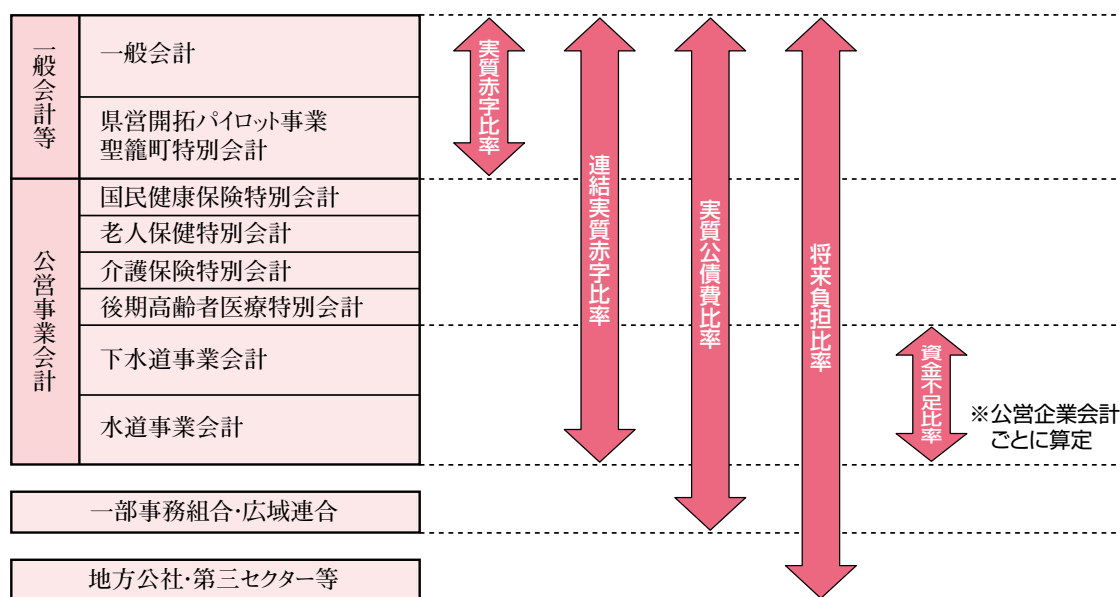 一般会計等
一般会計
県営開拓パイロット事業
聖籠町特別会計
公営事業会計
国民健康保険特別会計
老人保健特別会計
介護保険特別会計
後期高齢者医療特別会計
下水道事業会計
水道事業会計
一部事務組合・広域連合
地方公社・第三セクター等
実質赤字比率
連結実質赤字比率
実質公債費比率
将来負担比率
資金不足比率
※公営企業会計
ごとに算定